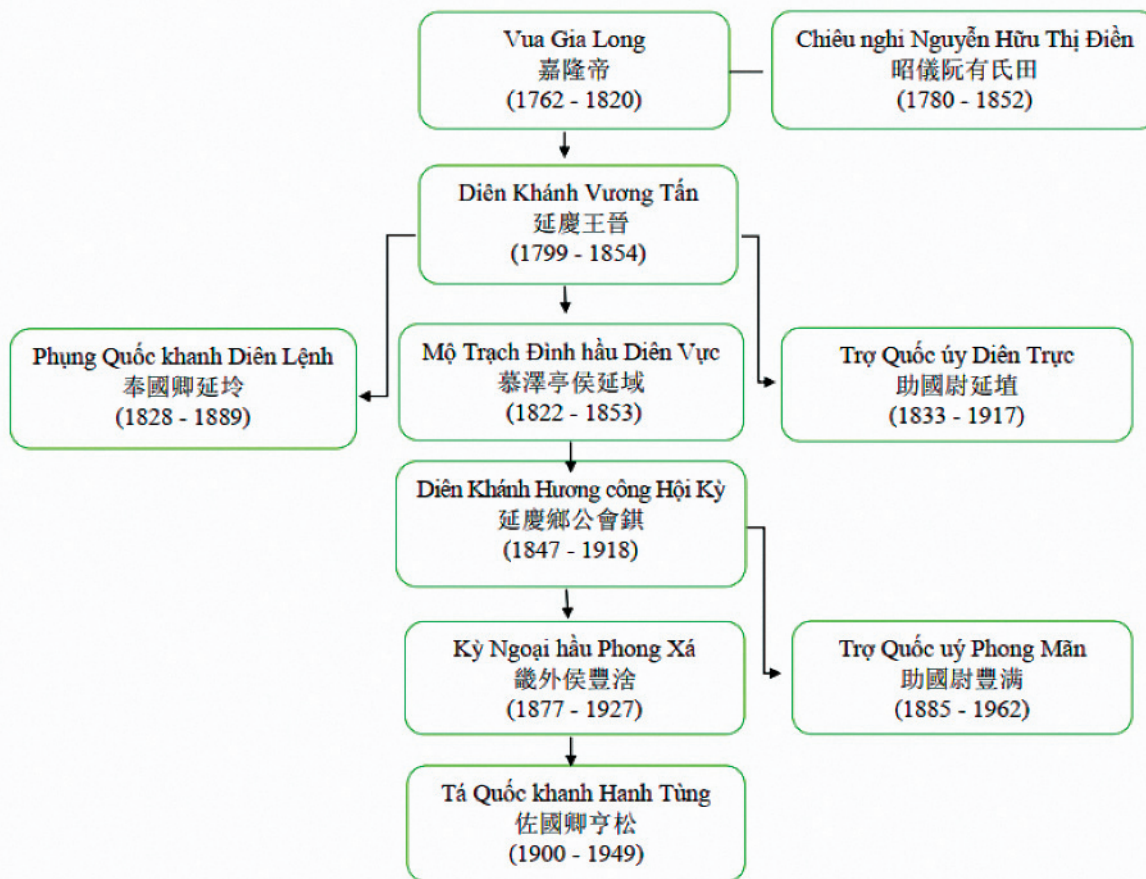 Vua Gia Long
嘉隆帝
(1762 - 1820)
Chiêu nghi Nguyễn Hữu Thị Điền
昭儀阮有氏田
(1780 - 1852)
Diên Khánh Vương Tấn
延慶王晉
(1799 - 1854)
Phụng Quốc khanh Diên Lệnh
奉國卿延坽
(1828 - 1889)
Mộ Trạch Đình hầu Diên Vực
慕澤亭侯延域
(1822 - 1853)
Trợ Quốc úy Diên Trực
助國尉延埴
(1833 - 1917)
Diên Khánh Hương công Hội Kỳ
延慶鄉公會錤
(1847 - 1918)
Kỳ Ngoại hầu Phong Xá
畿外侯豐浛
(1877 - 1927)
Trợ Quốc uý Phong Mãn
助國尉豐满
(1885 - 1962)
Tá Quốc khanh Hanh Tùng
佐國卿亨松
(1900 - 1949)